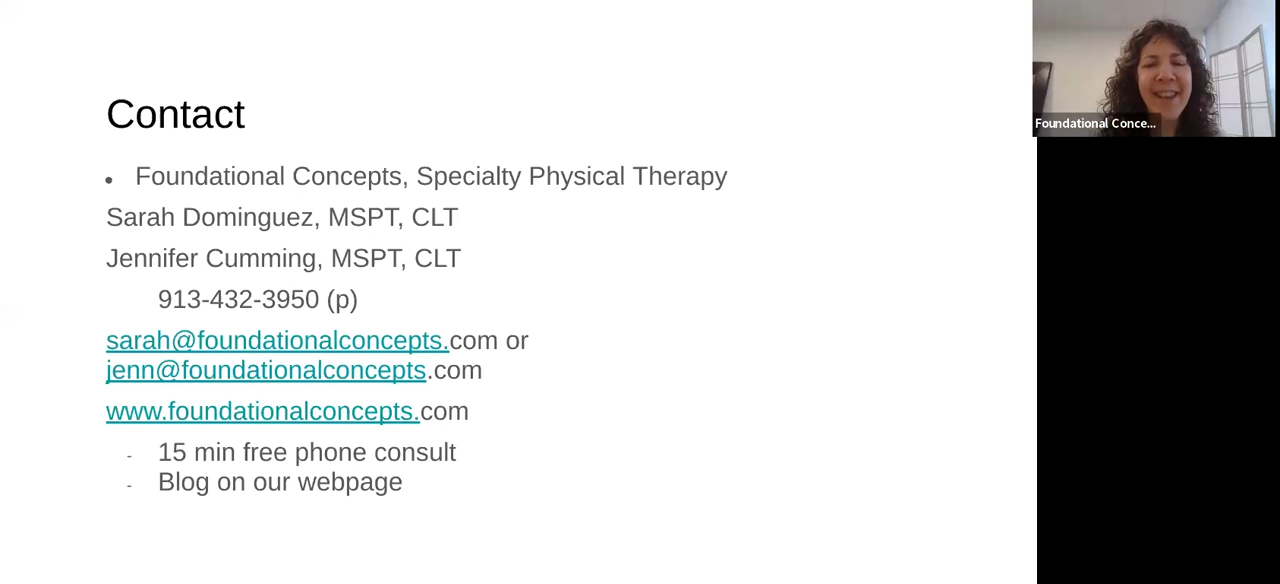 Contact
• Foundational Concepts, Specialty Physical Therapy
Sarah Dominguez, MSPT, CLT
Jennifer Cumming, MSPT, CLT
913-432-3950 (p)
sarah@foundationalconcepts.com or
jenn@foundationalconcepts.com
www.foundationalconcepts.com
- 15 min free phone consult
- Blog on our webpage
Foundational Conce...